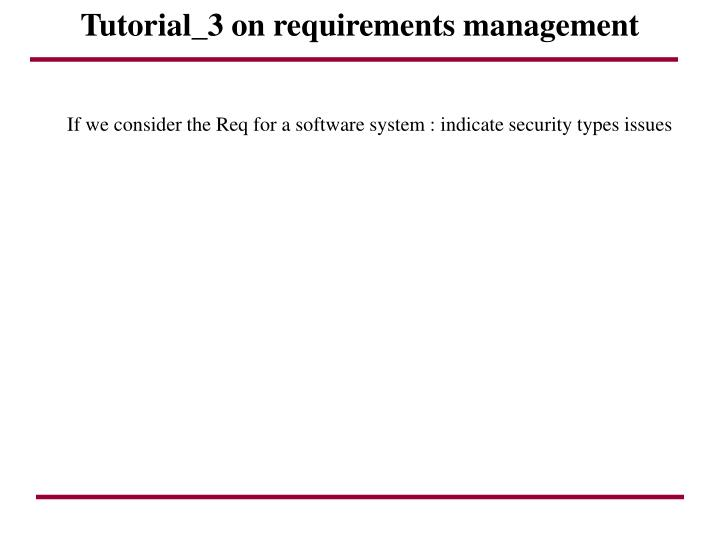 Tutorial_3 on requirements management
If we consider the Req for a software system : indicate security types issues